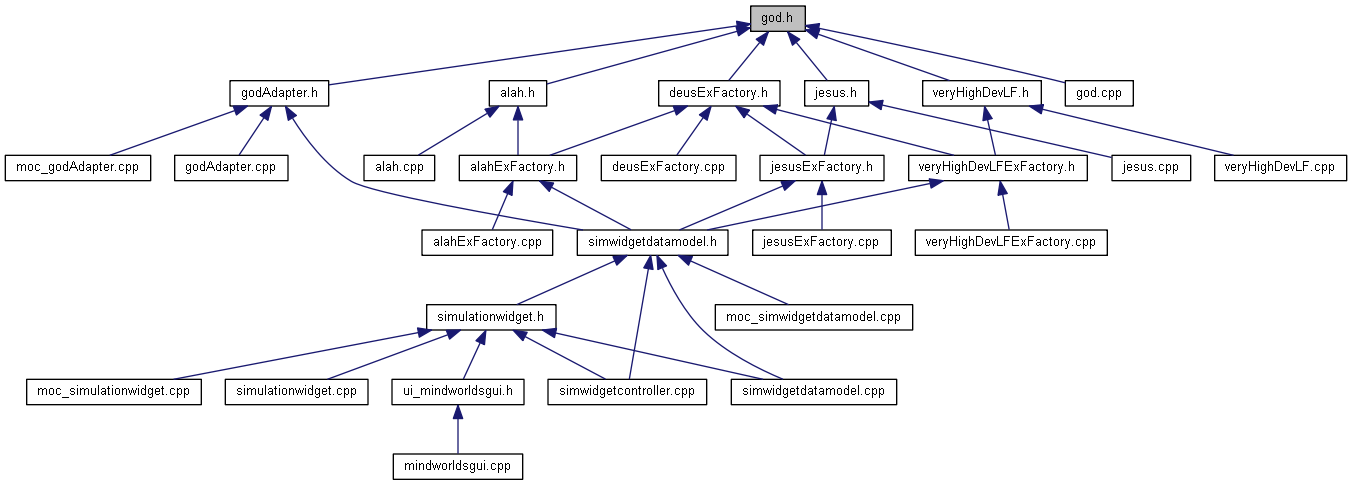 god.h
godAdapter.h
alah.h
deusExFactory.h
jesus.h
veryHighDevLF.h
god.cpp
moc_godAdapter.cpp
godAdapter.cpp
alah.cpp
alahExFactory.h
deusExFactory.cpp
jesusExFactory.h
veryHighDevLFExFactory.h
jesus.cpp
veryHighDevLF.cpp
alahExFactory.cpp
simwidgetdatamodel.h
jesusExFactory.cpp
veryHighDevLFExFactory.cpp
simulationwidget.h
moc_simwidgetdatamodel.cpp
moc_simulationwidget.cpp
simulationwidget.cpp
ui_mindworldsgui.h
simwidgetcontroller.cpp
simwidgetdatamodel.cpp
mindworldsgui.cpp